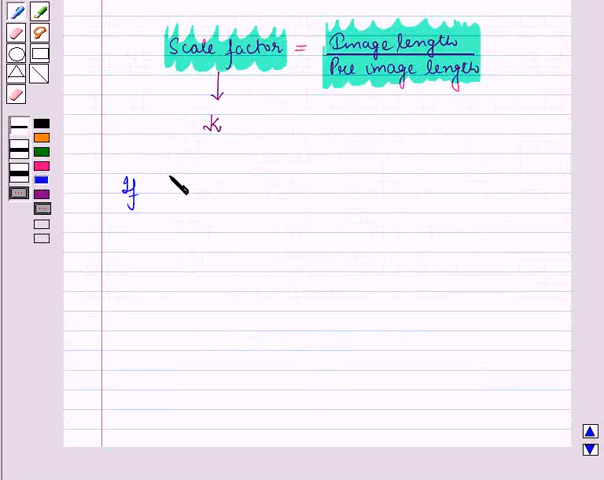 Scale factor = Image length
Pre image length
k
If